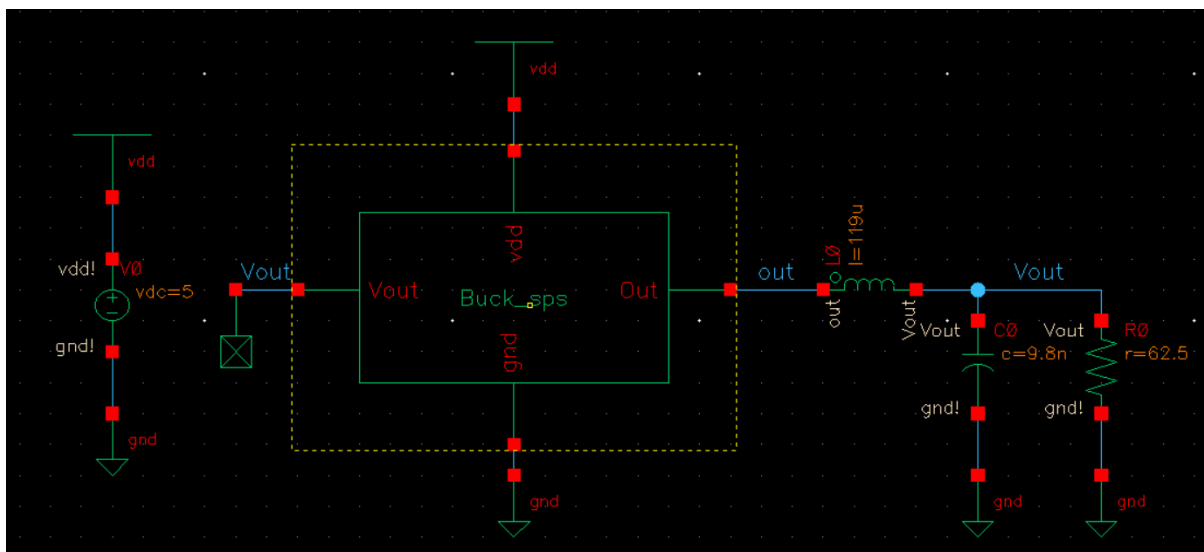 vdd
vdd
vdd!
V0
vdc=5
gnd!
gnd
Vout
Vout
vdd
Buck_sps
gnd
Out
gnd
out
L0
l=119u
out
Vout
Vout
Vout
C0
c=9.8n
gnd!
gnd
Vout
R0
r=62.5
gnd!
gnd